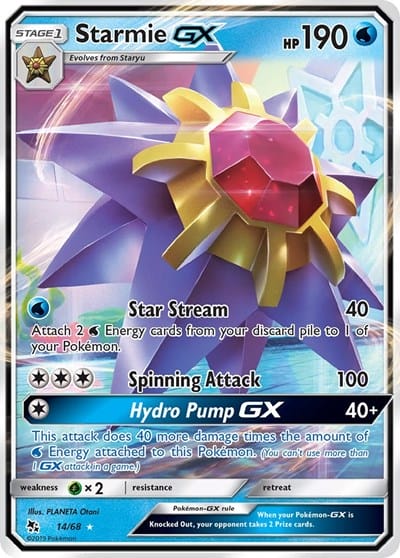 STAGE 1 Starmie GX HP 190
Evolves from Staryu
Star Stream 40
Attach 2 Energy cards from your discard pile to 1 of
your Pokémon.
Spinning Attack 100
Hydro Pump GX 40+
This attack does 40 more damage times the amount of
Energy attached to this Pokémon. (You can't use more than
1 GX attack in a game.)
weakness × 2 resistance retreat
Illus. PLANETA Otani
14/68
©2019 Pokémon
Pokémon-GX rule
When your Pokémon-GX is
Knocked Out, your opponent takes 2 Prize cards.